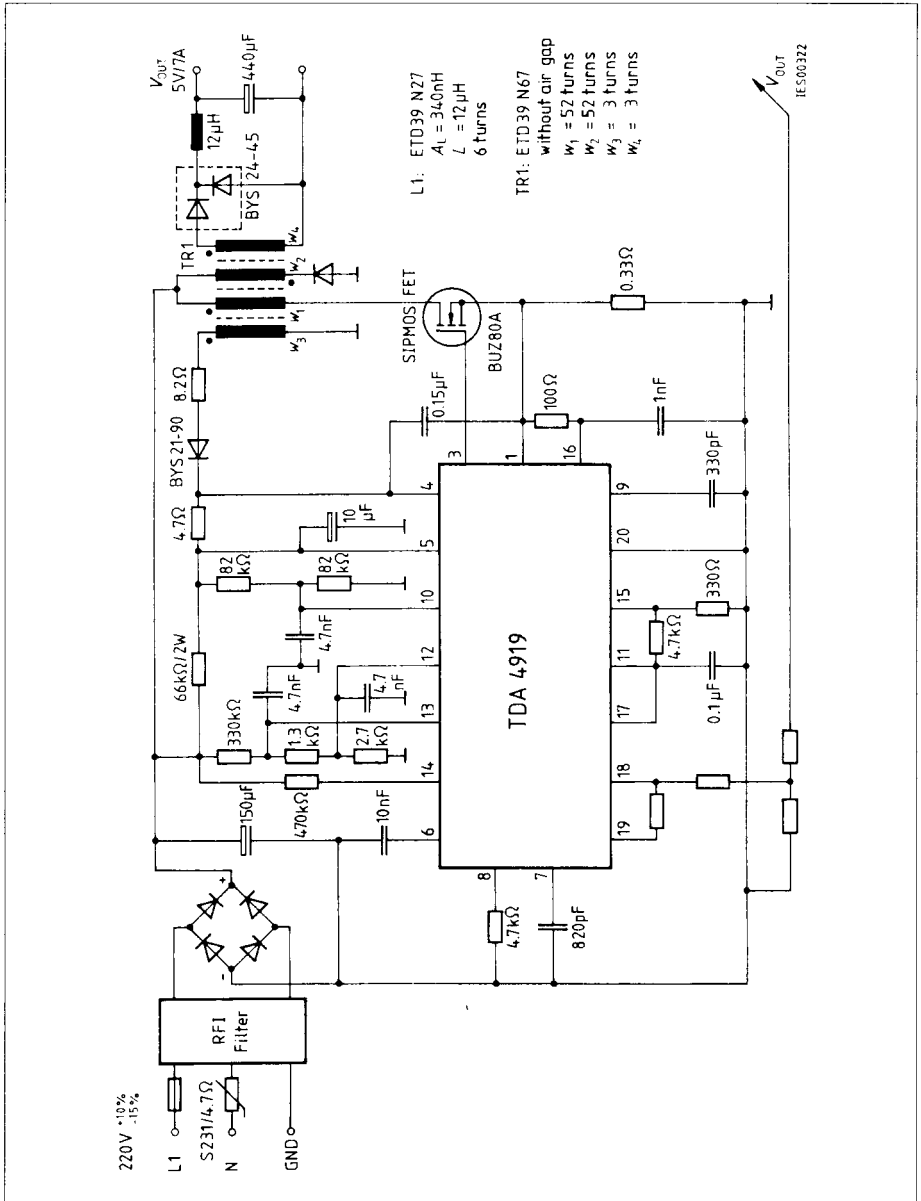 220V +10% -15%
L1
S231/4.7Ω
N
GND
RFI
Filter
+
-
150µF
470kΩ
10nF
330kΩ
1.3
kΩ
2.7
kΩ
4.7nF
4.7
nF
66kΩ/2W
4.7nF
82
kΩ
82
kΩ
10
µF
4.7Ω
BYS21-90
8.2Ω
0.15µF
w3
w1
w2
w4
TR1
BYS 24-45
12µH
VOUT
5V/7A
440µF
SIPMOS FET
BUZ80A
L1: ETD39 N27
AL = 340nH
L = 12µH
6 turns
TR1: ETD39 N67
without air gap
w1 = 52 turns
w2 = 52 turns
w3 = 3 turns
w4 = 3 turns
6
14
13
12
10
5
4
3
8
7
TDA 4919
1
16
19
18
17
11
15
20
9
4.7kΩ
820pF
100Ω
1nF
0.33Ω
4.7kΩ
0.1µF
330Ω
330pF
VOUT
IES00322